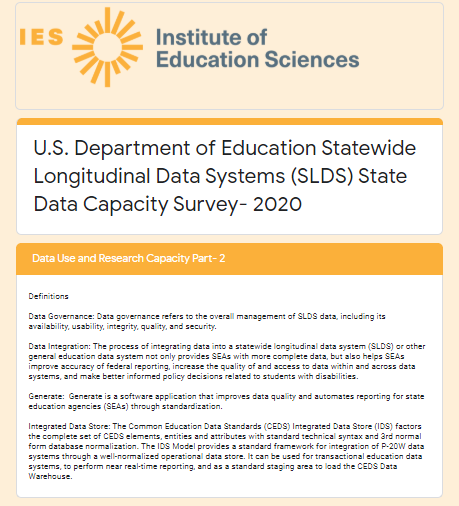 IES
Institute of
Education Sciences
U.S. Department of Education Statewide
Longitudinal Data Systems (SLDS) State
Data Capacity Survey- 2020
Data Use and Research Capacity Part- 2
Definitions
Data Governance: Data governance refers to the overall management of SLDS data, including its
availability, usability, integrity, quality, and security.
Data Integration: The process of integrating data into a statewide longitudinal data system (SLDS) or other
general education data system not only provides SEAs with more complete data, but also helps SEAs
improve accuracy of federal reporting, increase the quality of and access to data within and across data
systems, and make better informed policy decisions related to students with disabilities.
Generate:  Generate is a software application that improves data quality and automates reporting for state
education agencies (SEAs) through standardization.
Integrated Data Store: The Common Education Data Standards (CEDS) Integrated Data Store (IDS) factors
the complete set of CEDS elements, entities and attributes with standard technical syntax and 3rd normal
form database normalization. The IDS Model provides a standard framework for integration of P-20W data
systems through a well-normalized operational data store. It can be used for transactional education data
systems, to perform near real-time reporting, and as a standard staging area to load the CEDS Data
Warehouse.